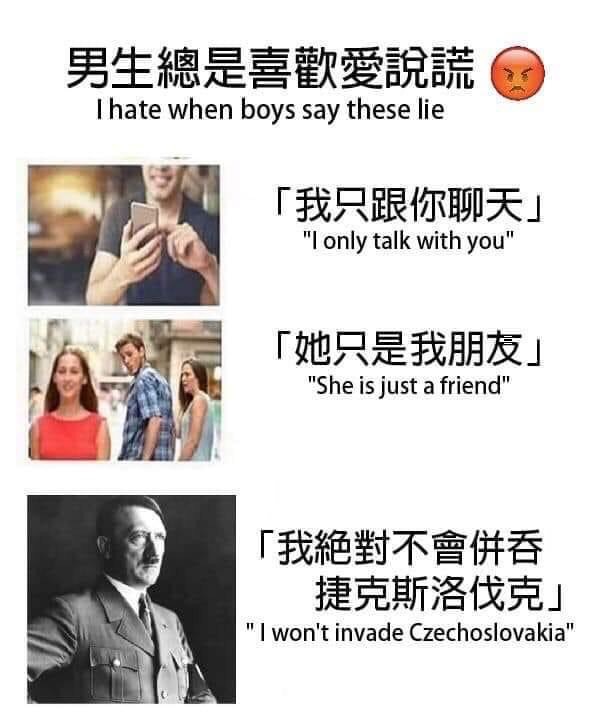 男生總是喜歡愛說謊
I hate when boys say these lie
「我只跟你聊天」
"I only talk with you"
「她只是我朋友」
"She is just a friend"
「我絕對不會併吞
捷克斯洛伐克」
" I won't invade Czechoslovakia"